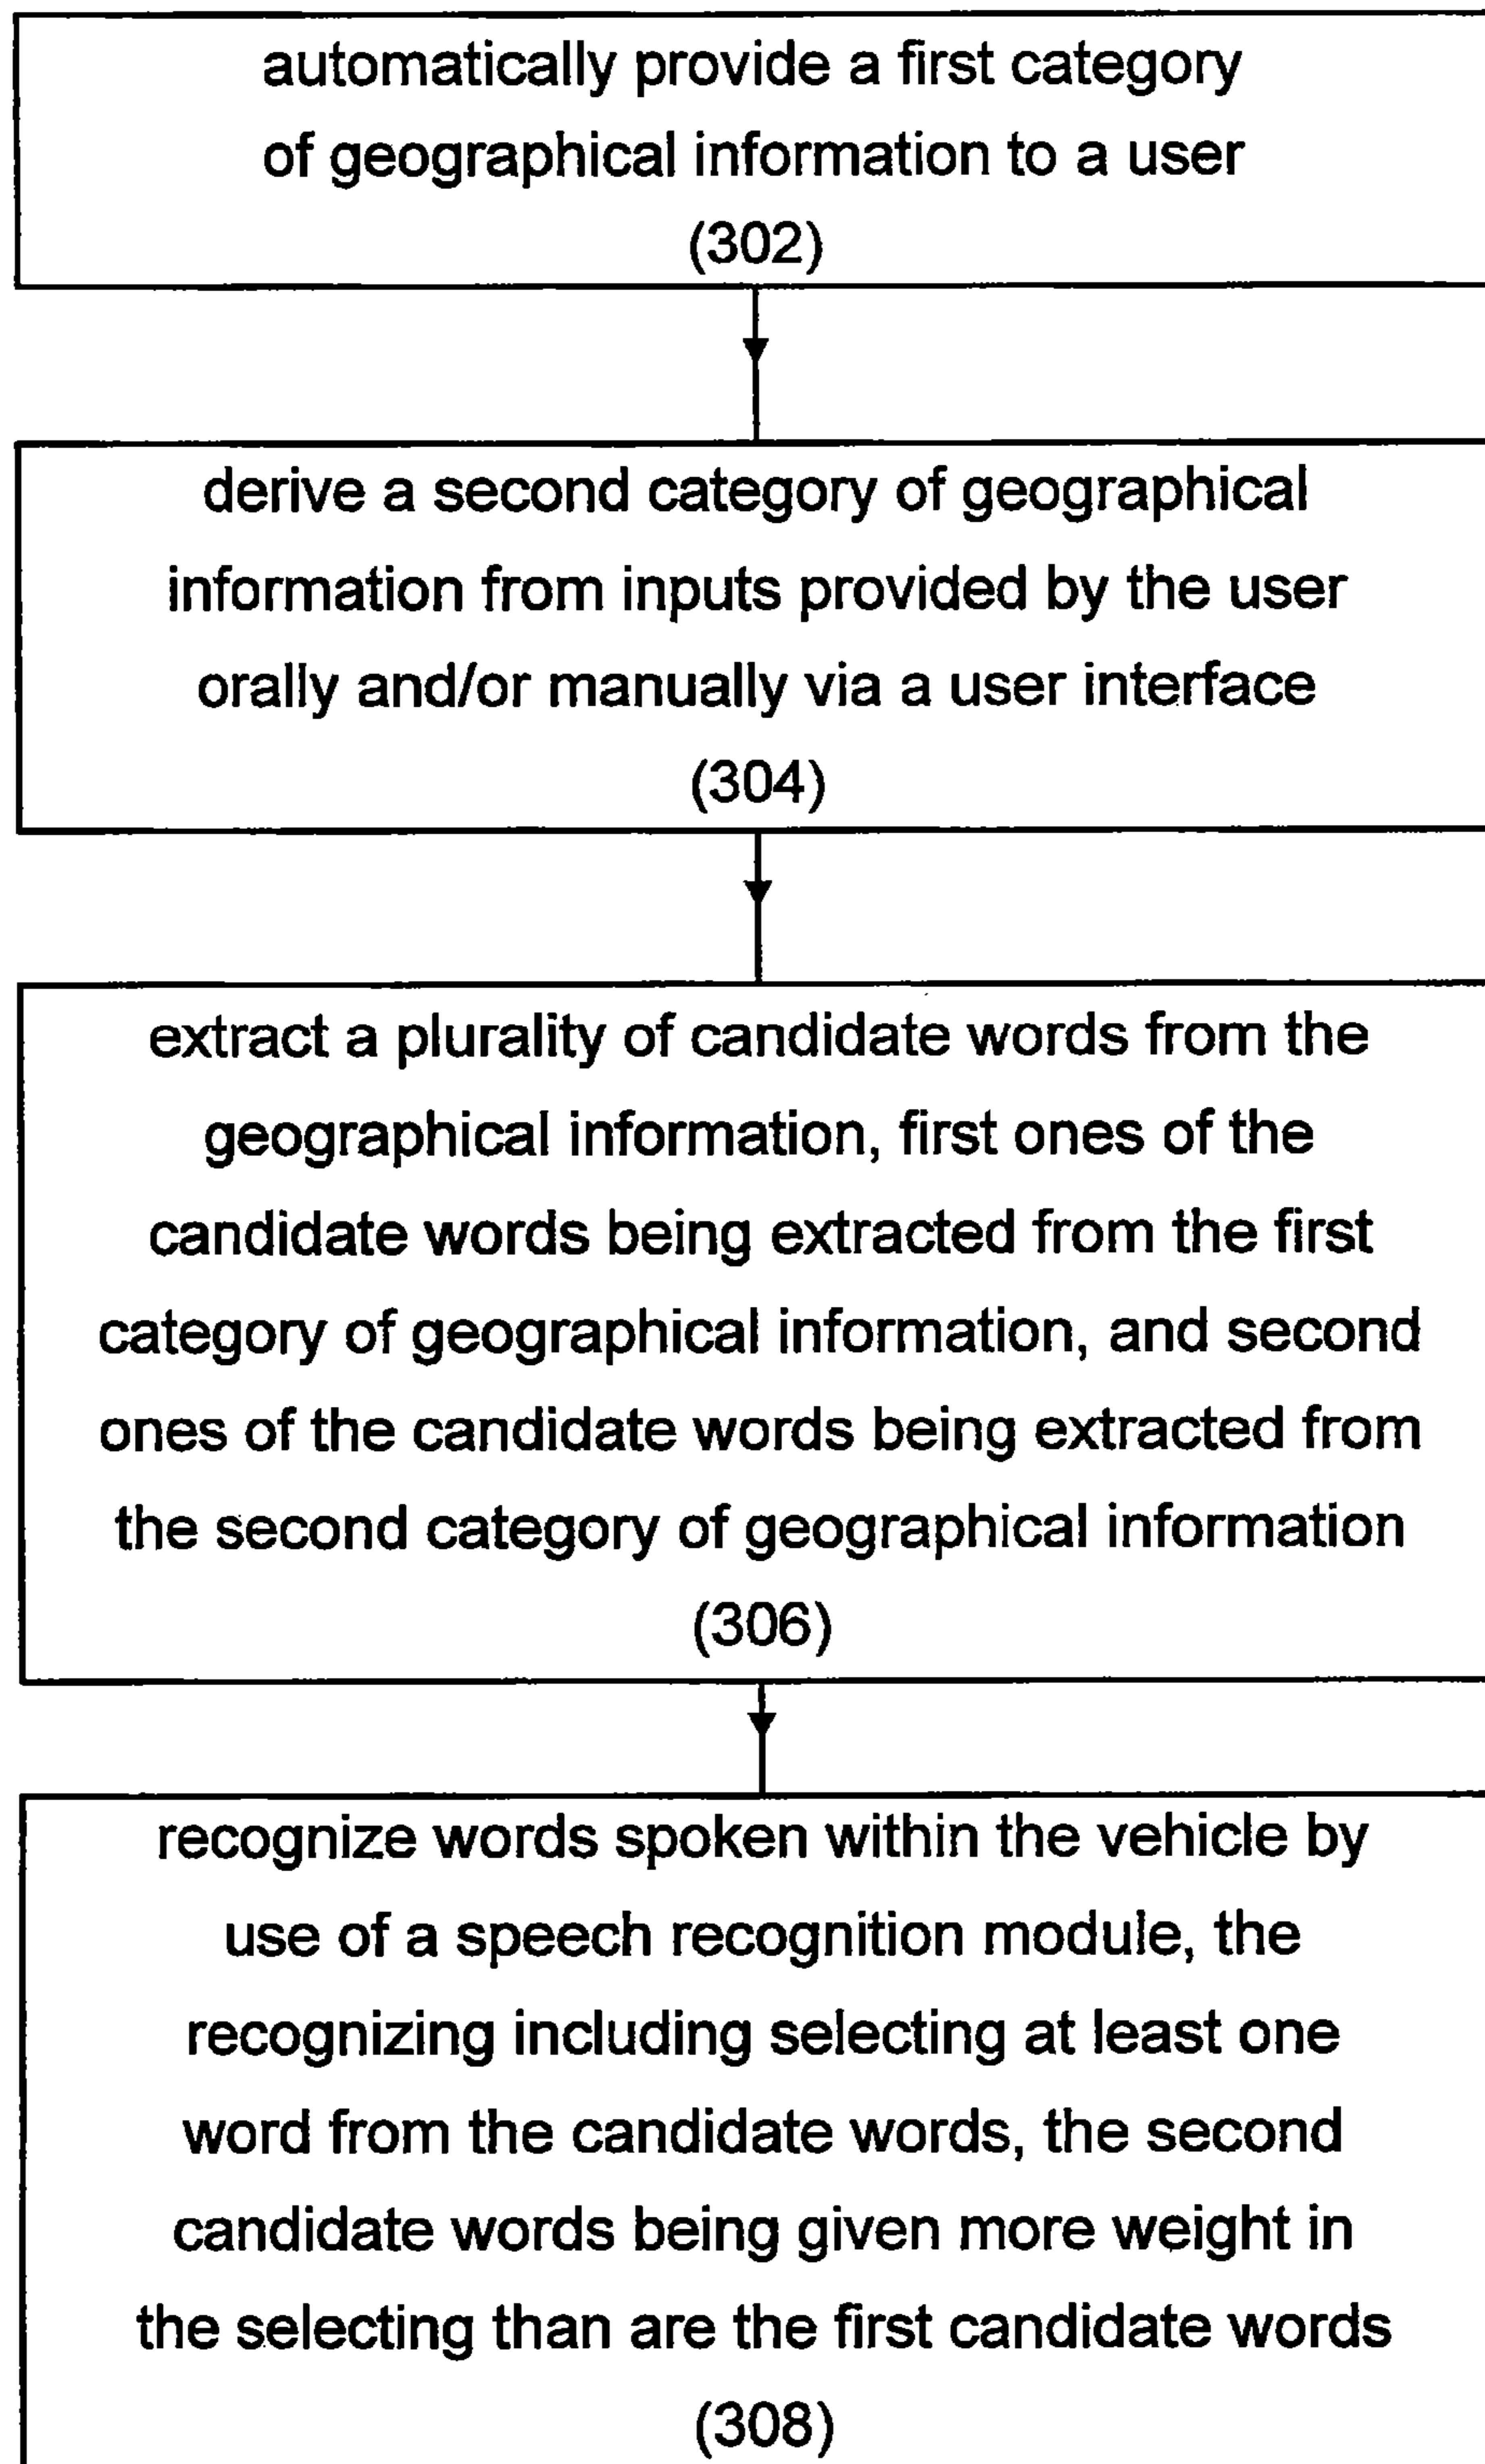 automatically provide a first category
of geographical information to a user
(302)
derive a second category of geographical
information from inputs provided by the user
orally and/or manually via a user interface
(304)
extract a plurality of candidate words from the
geographical information, first ones of the
candidate words being extracted from the first
category of geographical information, and second
ones of the candidate words being extracted from
the second category of geographical information
(306)
recognize words spoken within the vehicle by
use of a speech recognition module, the
recognizing including selecting at least one
word from the candidate words, the second
candidate words being given more weight in
the selecting than are the first candidate words
(308)